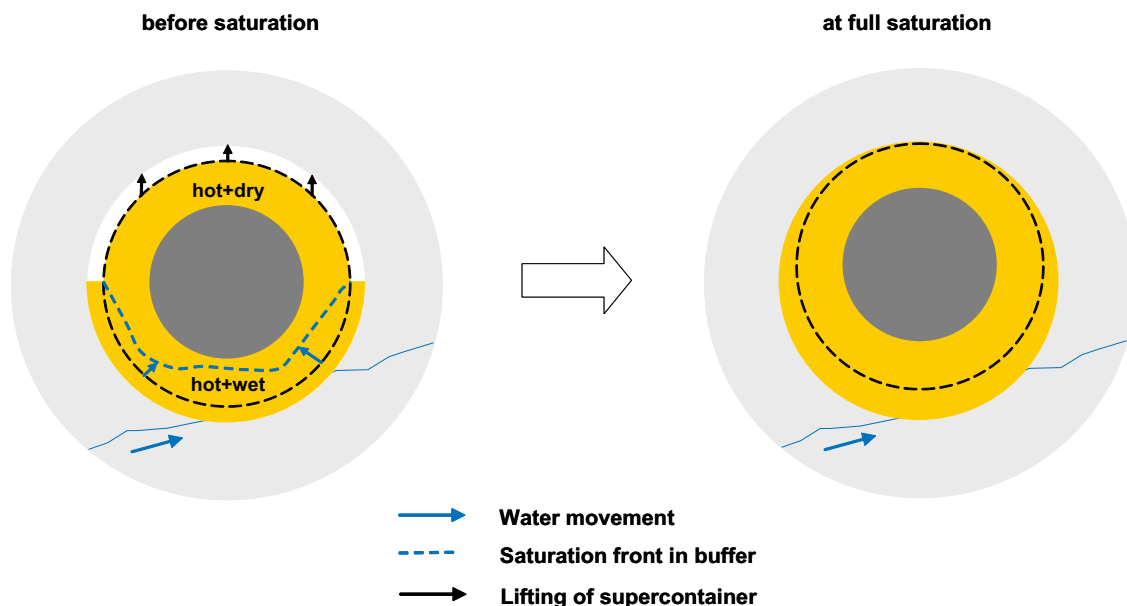 before saturation
at full saturation
hot+dry
hot+wet
Water movement
Saturation front in buffer
Lifting of supercontainer